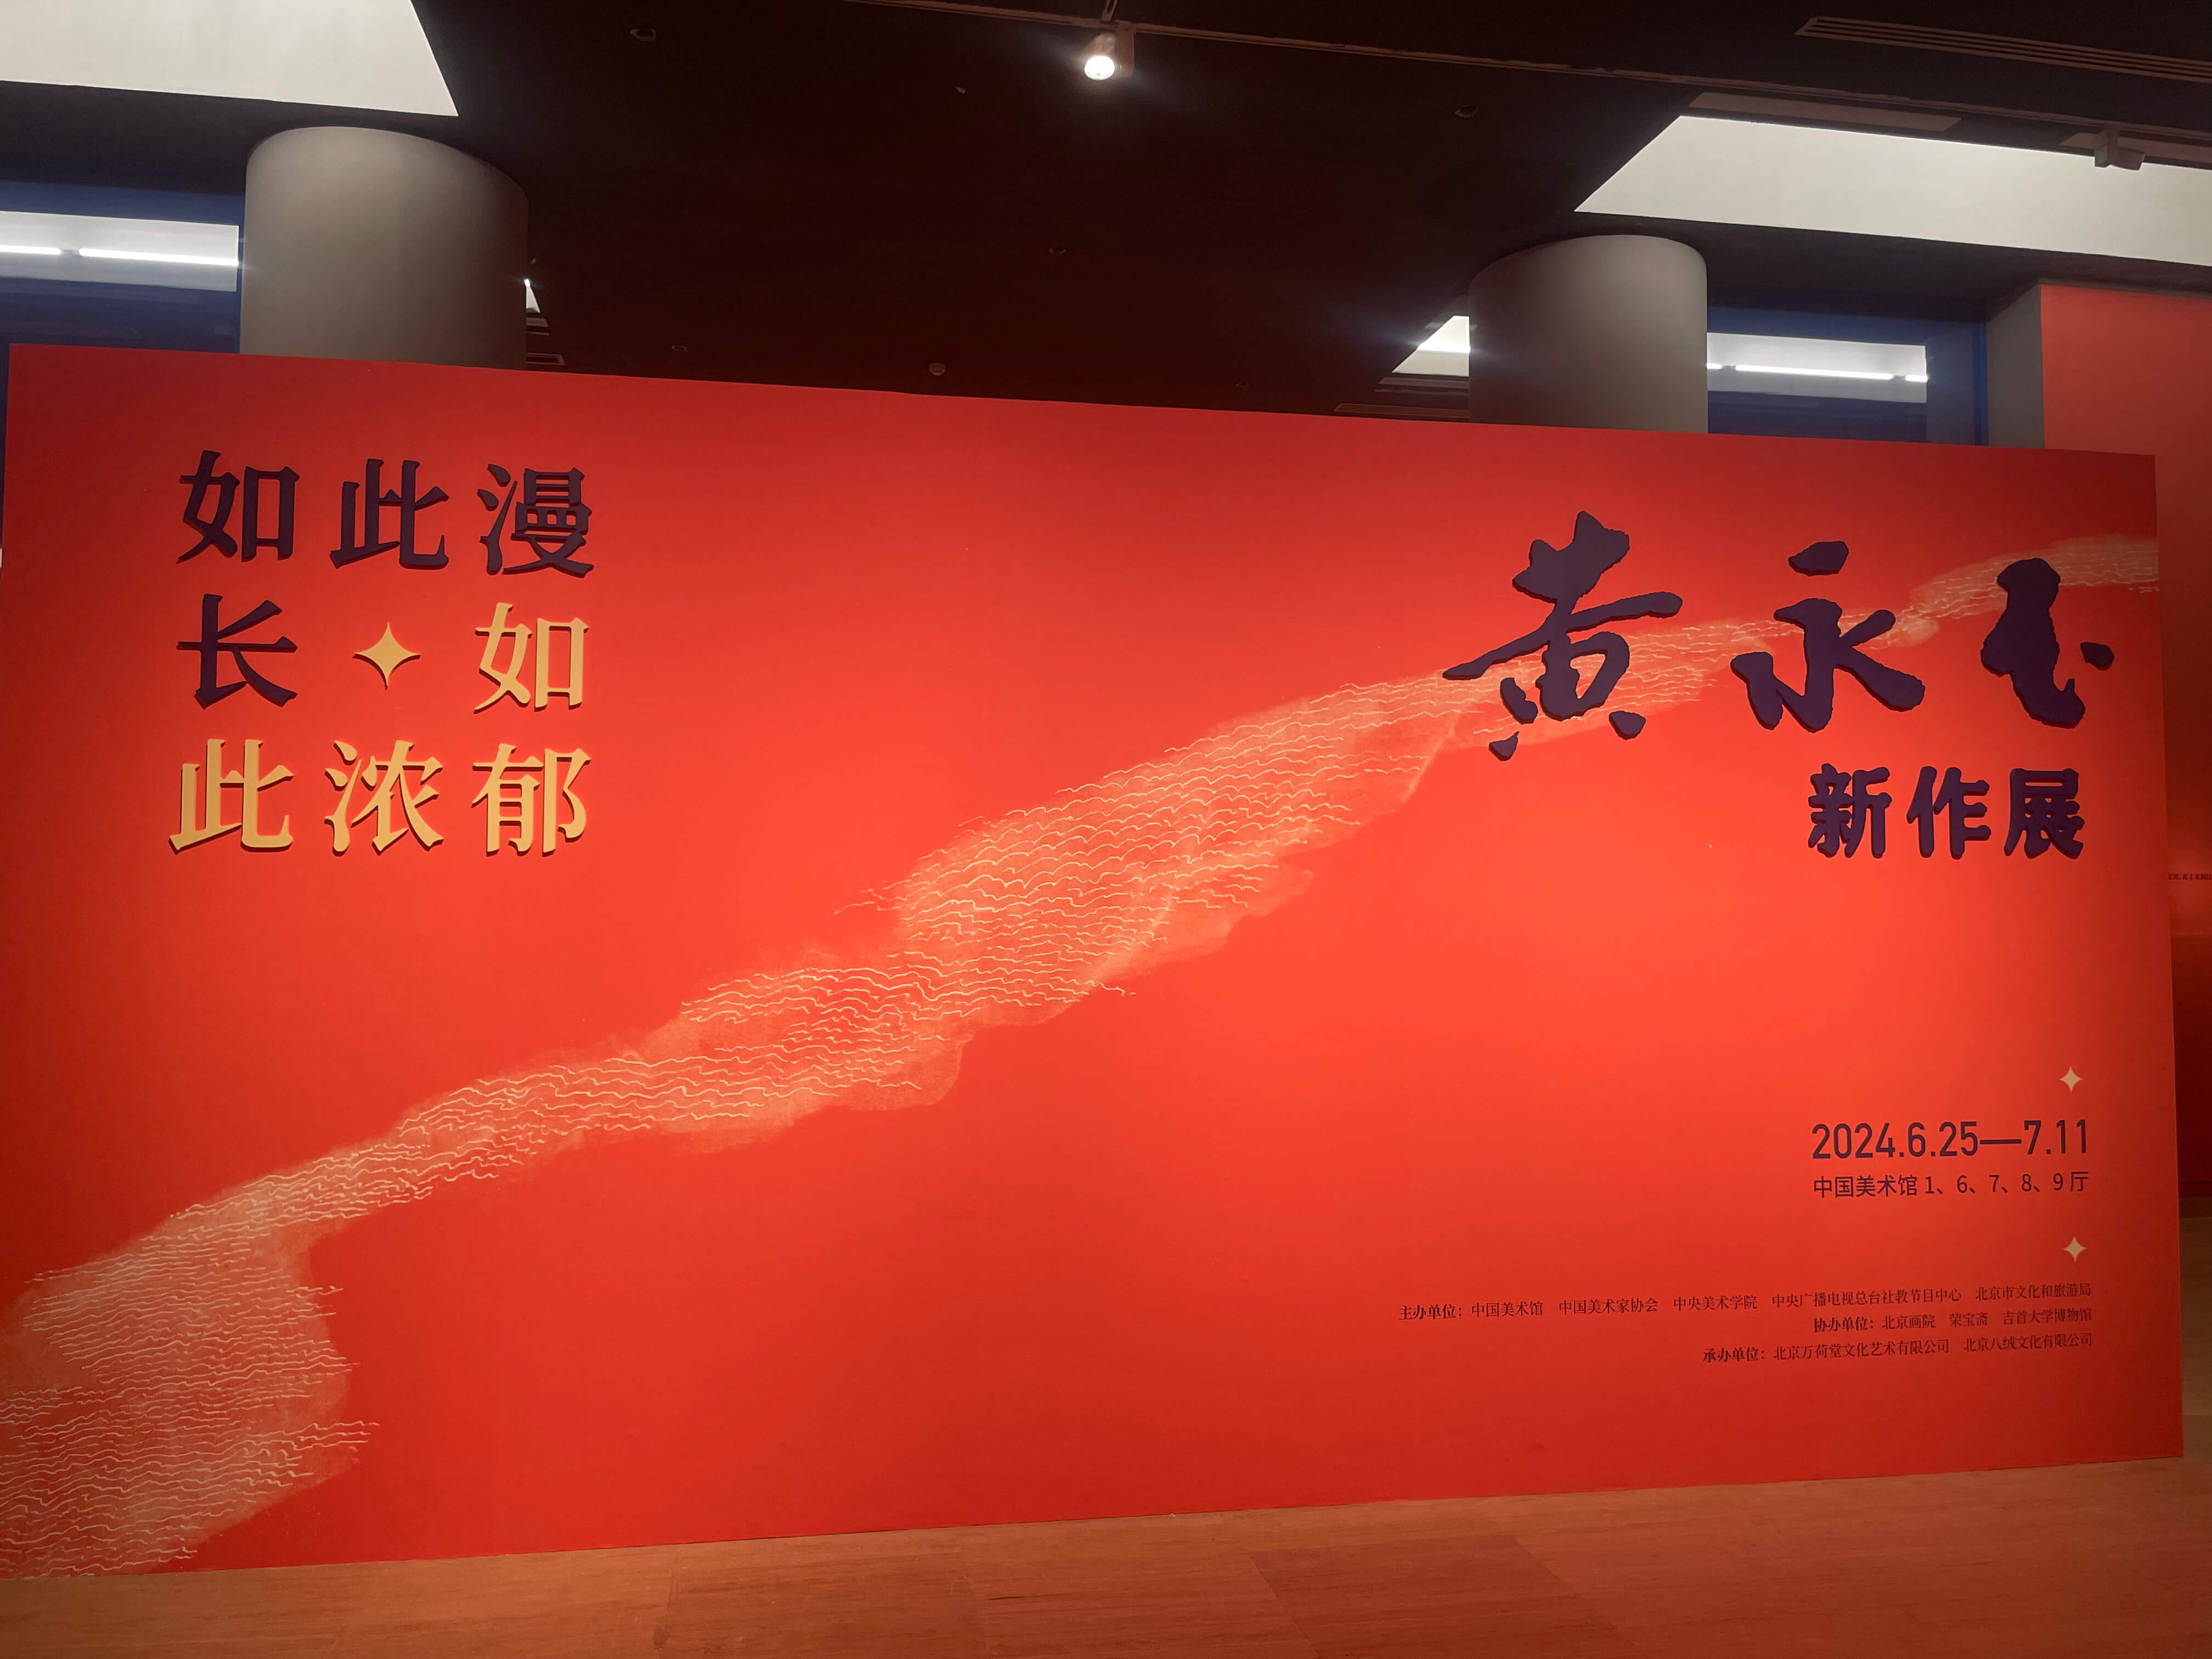 如此漫
长✦如
此浓郁
黄永玉
新作展
2024.6.25—7.11
中国美术馆 1、6、7、8、9 厅
主办单位：中国美术馆 中国美术家协会 中央美术学院 中央广播电视总台社教节目中心 北京市文化和旅游局
协办单位：北京画院 荣宝斋 吉首大学博物馆
承办单位：北京万荷堂文化艺术有限公司 北京八绒文化有限公司